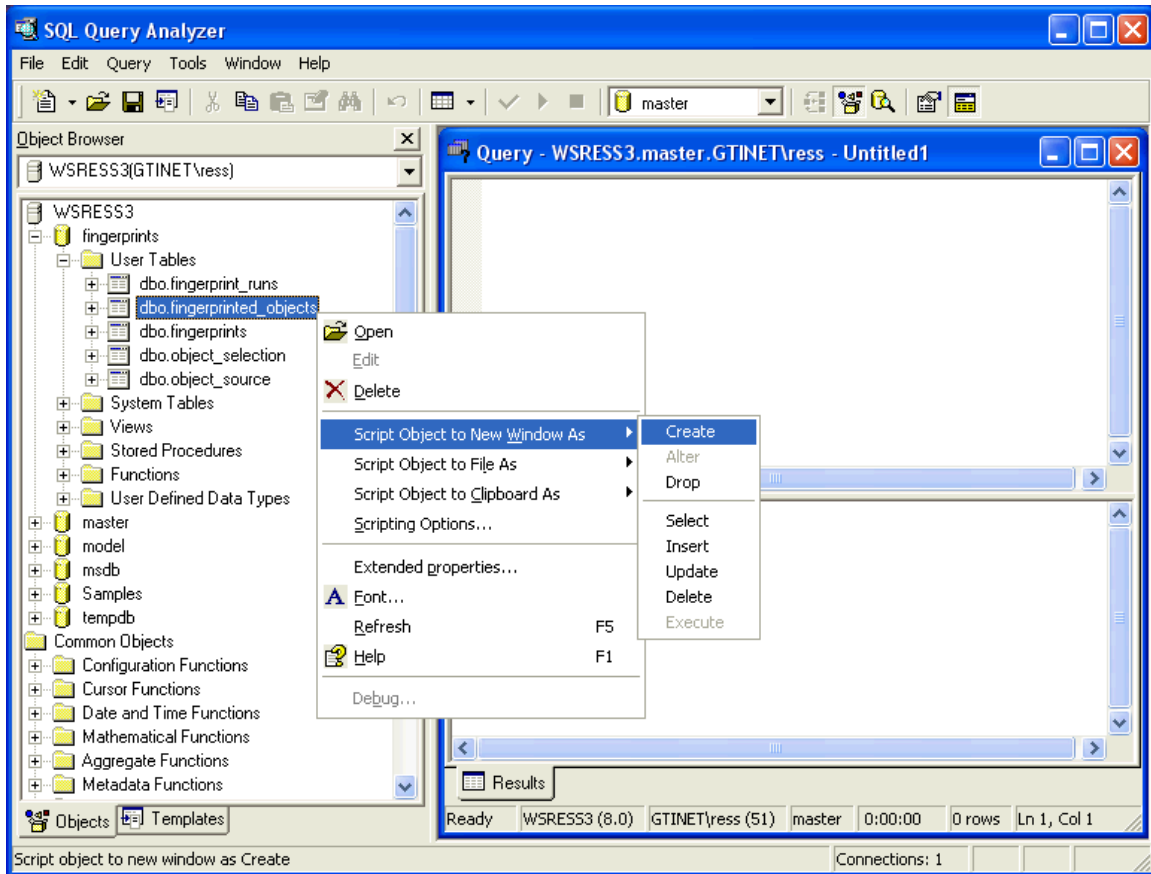 SQL Query Analyzer
File Edit Query Tools Window Help
master
Object Browser
WSRESS3(GTINET\ress)
WSRESS3
fingerprints
User Tables
dbo.fingerprint_runs
dbo.fingerprinted_objects
dbo.fingerprints
dbo.object_selection
dbo.object_source
System Tables
Views
Stored Procedures
Functions
User Defined Data Types
master
model
msdb
Samples
tempdb
Common Objects
Configuration Functions
Cursor Functions
Date and Time Functions
Mathematical Functions
Aggregate Functions
Metadata Functions
Objects Templates
Query - WSRESS3.master.GTINET\ress - Untitled1
Open
Edit
Delete
Script Object to New Window As
Script Object to File As
Script Object to Clipboard As
Scripting Options...
Extended properties...
Font...
Refresh F5
Help F1
Debug...
Create
Alter
Drop
Select
Insert
Update
Delete
Execute
Results
Ready WSRESS3 (8.0) GTINET\ress (51) master 0:00:00 0 rows Ln 1, Col 1
Script object to new window as Create Connections: 1